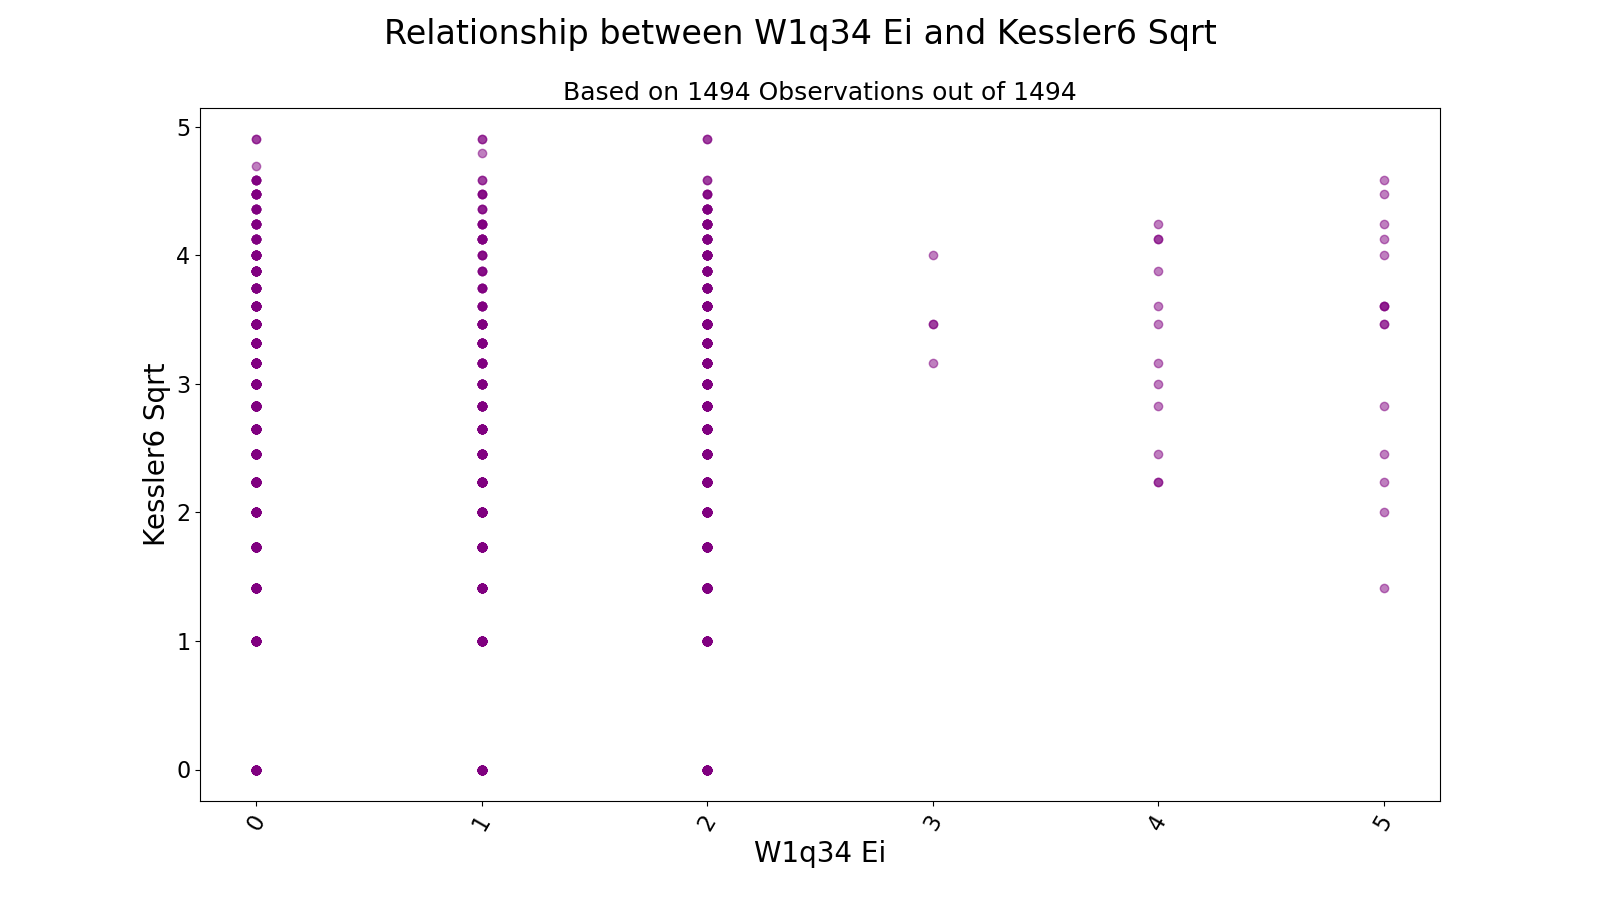 Relationship between W1q34 Ei and Kessler6 Sqrt
Based on 1494 Observations out of 1494
Kessler6 Sqrt
5
4
3
2
1
0
0 1 2 3 4 5
W1q34 Ei